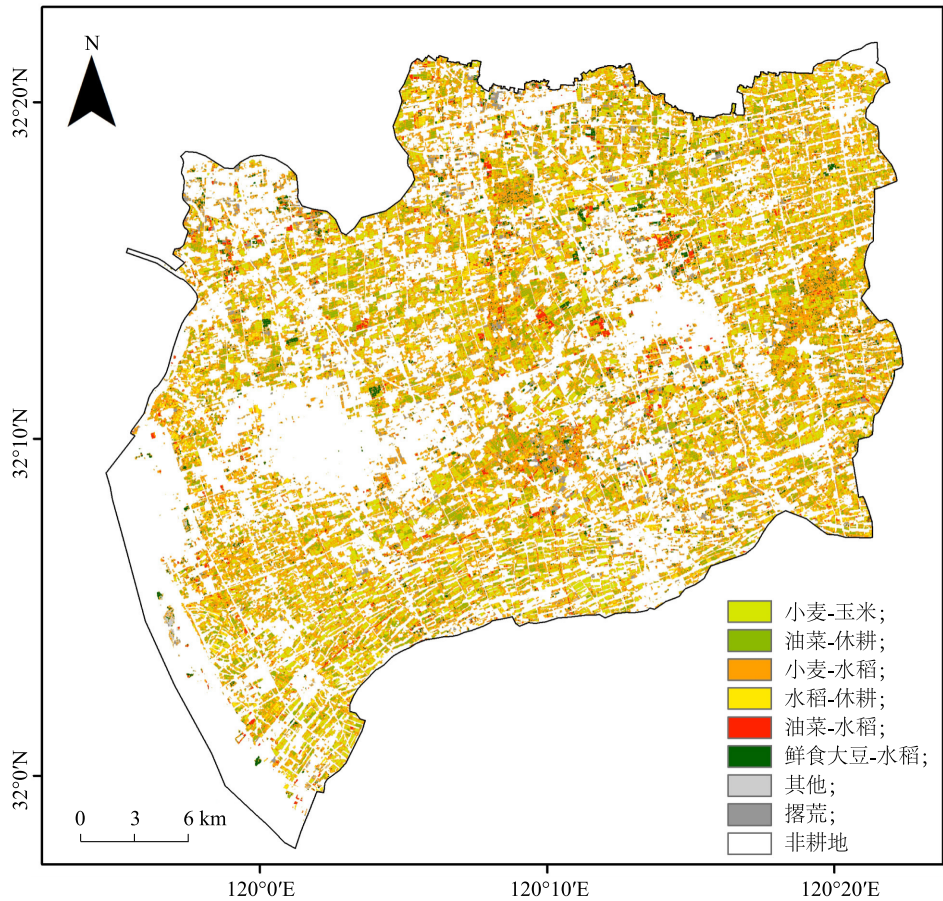 N
32°20′N
32°10′N
32°0′N
小麦-玉米;
油菜-休耕;
小麦-水稻;
水稻-休耕;
油菜-水稻;
鲜食大豆-水稻;
其他;
撂荒;
非耕地
0 3 6 km
120°0′E 120°10′E 120°20′E